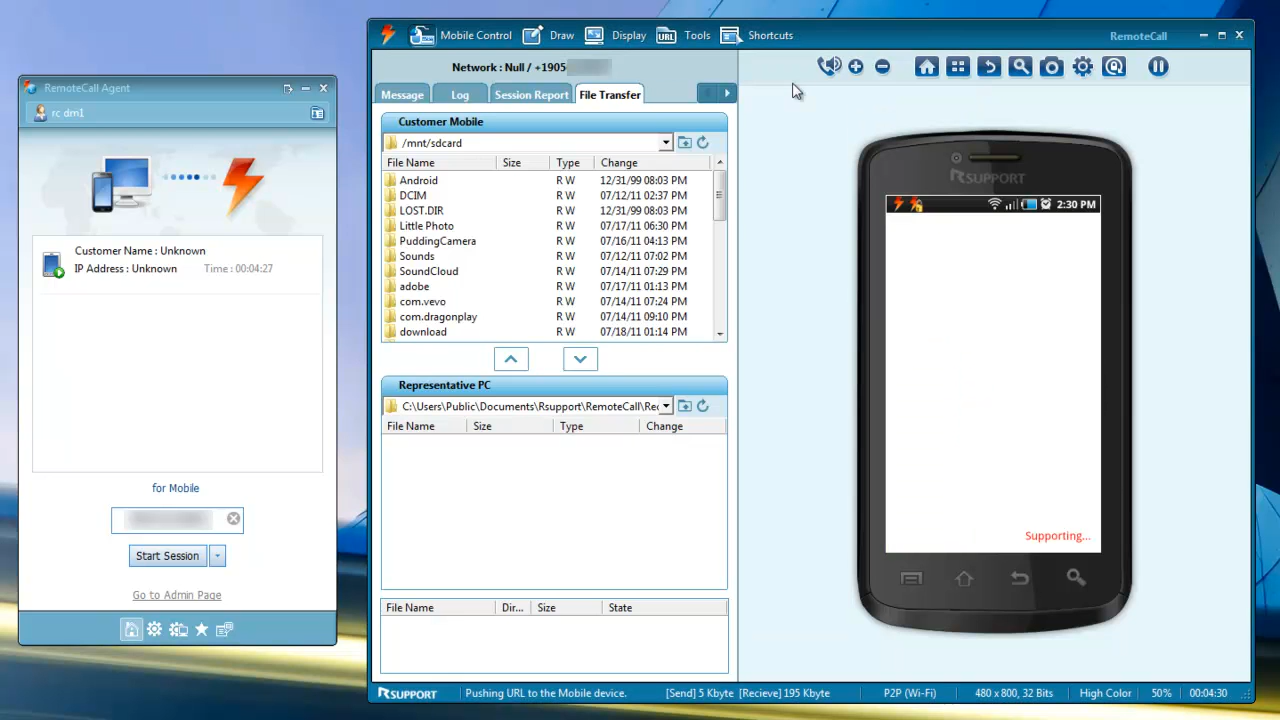 RemoteCall Agent
rc dm1
Customer Name : Unknown
IP Address : Unknown Time : 00:04:27
for Mobile
Start Session
Go to Admin Page
Mobile Control Draw Display URL Tools Shortcuts RemoteCall
Network : Null / +1905
Message Log Session Report File Transfer
Customer Mobile
/mnt/sdcard
File Name Size Type Change
Android R W 12/31/99 08:03 PM
DCIM R W 07/12/11 02:37 PM
LOST.DIR R W 12/31/99 08:03 PM
Little Photo R W 07/17/11 06:30 PM
PuddingCamera R W 07/16/11 04:13 PM
Sounds R W 07/12/11 07:02 PM
SoundCloud R W 07/14/11 07:29 PM
adobe R W 07/17/11 01:13 PM
com.vevo R W 07/14/11 07:24 PM
com.dragonplay R W 07/14/11 09:10 PM
download R W 07/18/11 01:14 PM
Representative PC
C:\Users\Public\Documents\Rsupport\RemoteCall\Rec
File Name Size Type Change
File Name Dir... Size State
RSUPPORT
2:30 PM
Supporting...
RSUPPORT Pushing URL to the Mobile device. [Send] 5 Kbyte [Recieve] 195 Kbyte P2P (Wi-Fi) 480 x 800, 32 Bits High Color 50% 00:04:30